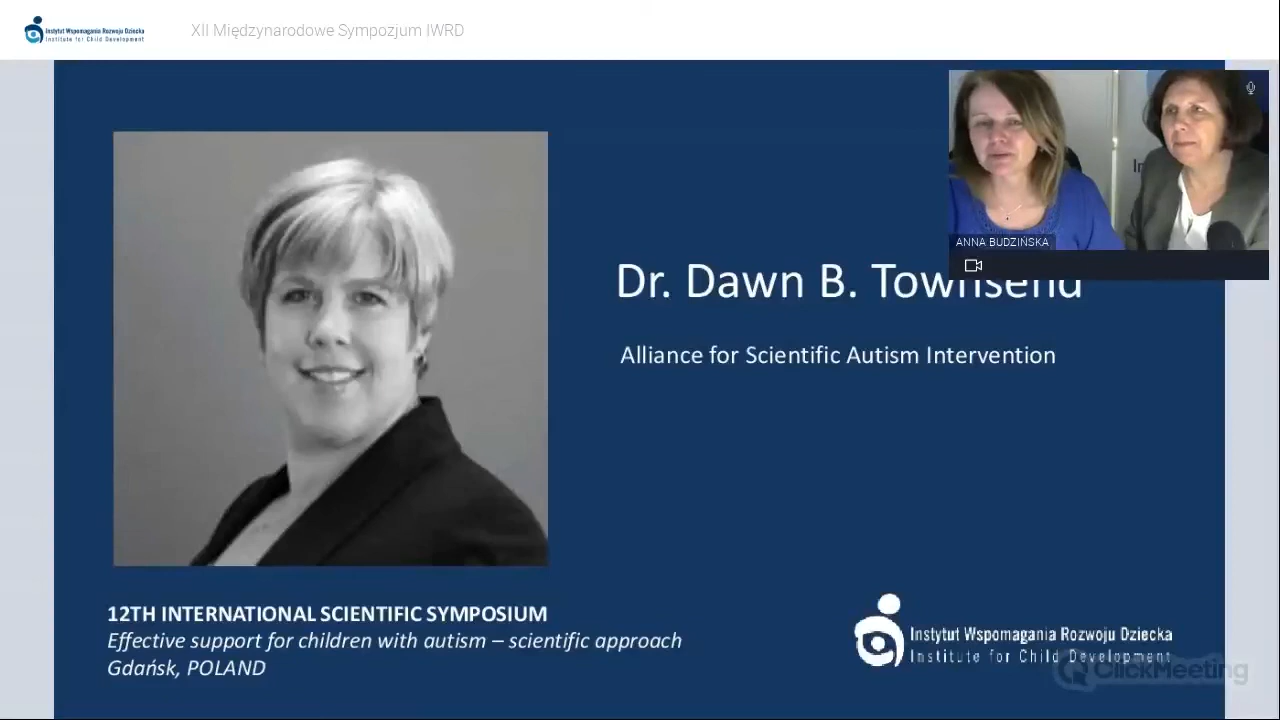 Instytut Wspomagania Rozwoju Dziecka
Institute for Child Development
XII Międzynarodowe Sympozjum IWRD
In
ANNA BUDZIŃSKA
Dr. Dawn B. Townsend
Alliance for Scientific Autism Intervention
12TH INTERNATIONAL SCIENTIFIC SYMPOSIUM
Effective support for children with autism – scientific approach
Gdańsk, POLAND
Instytut Wspomagania Rozwoju Dziecka
Institute for Child Development
ClickMeeting